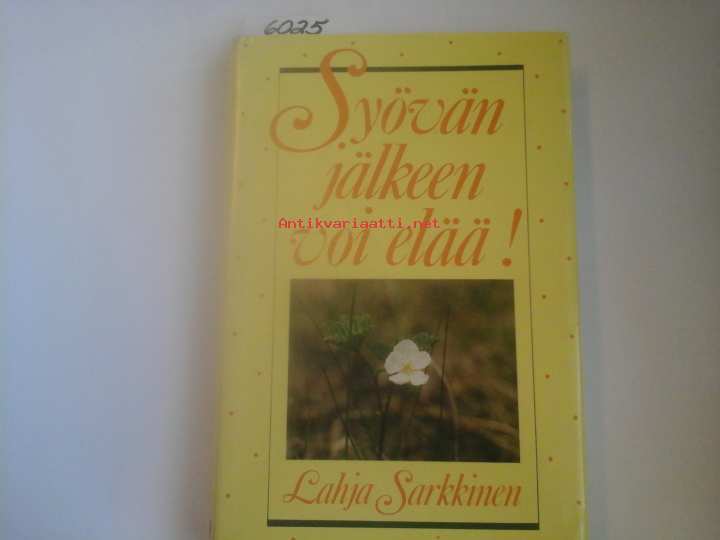 6025
Syövän
jälkeen
Antikvariaatti.net
voi elää!
Lahja Sarkkinen